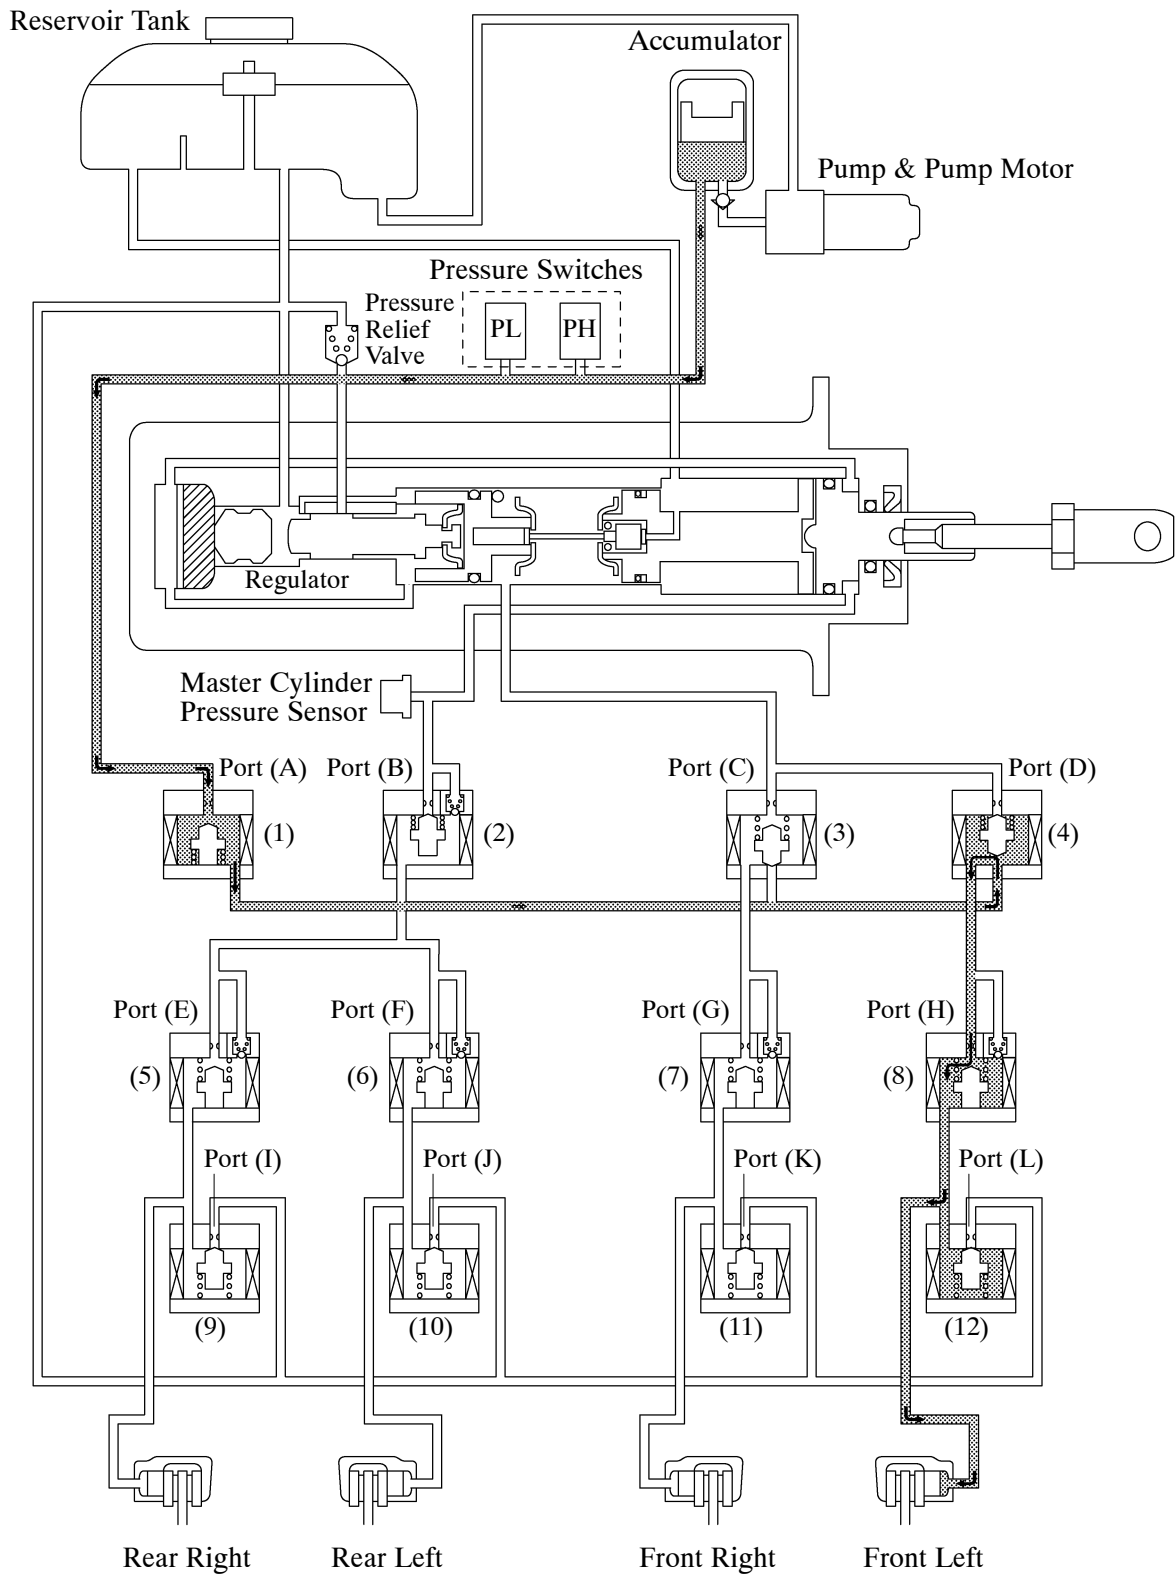 Reservoir Tank
Accumulator
Pump & Pump Motor
Pressure Switches
Pressure
Relief
Valve
PL
PH
Regulator
Master Cylinder
Pressure Sensor
Port (A)
Port (B)
Port (C)
Port (D)
(1)
(2)
(3)
(4)
Port (E)
Port (F)
Port (G)
Port (H)
(5)
(6)
(7)
(8)
Port (I)
Port (J)
Port (K)
Port (L)
(9)
(10)
(11)
(12)
Rear Right
Rear Left
Front Right
Front Left